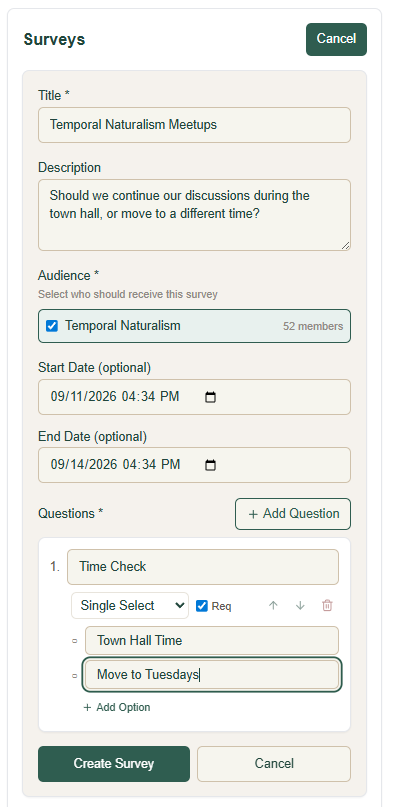 Surveys
Cancel
Title *
Temporal Naturalism Meetups
Description
Should we continue our discussions during the
town hall, or move to a different time?
Audience *
Select who should receive this survey
Temporal Naturalism
52 members
Start Date (optional)
09/11/2026 04:34 PM
End Date (optional)
09/14/2026 04:34 PM
Questions *
+ Add Question
1.
Time Check
Single Select
Req
Town Hall Time
Move to Tuesdays
+ Add Option
Create Survey
Cancel